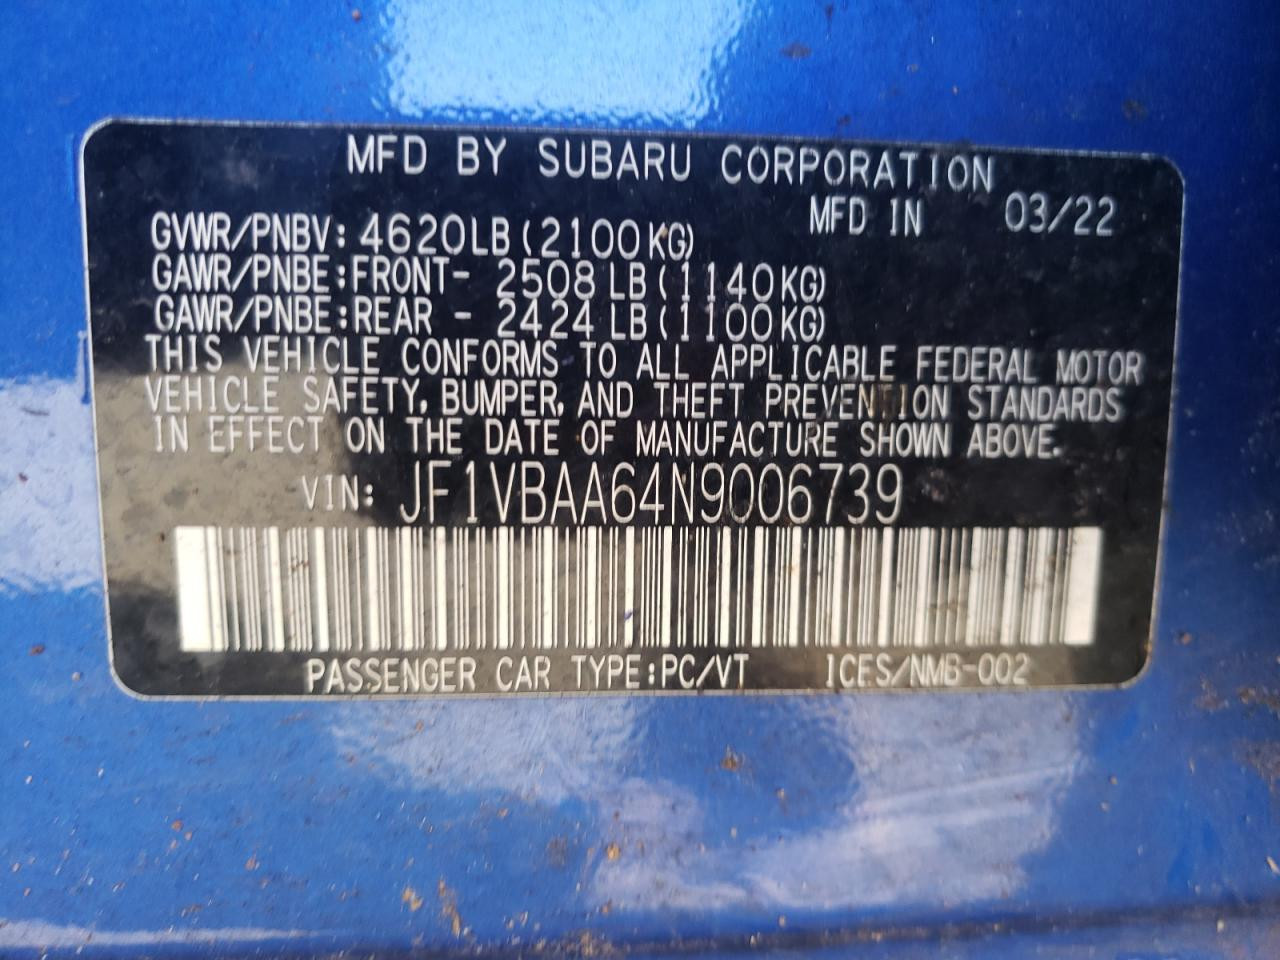 MFD BY SUBARU CORPORATION
MFD IN 03/22
GVWR/PNBV: 4620LB(2100KG)
GAWR/PNBE:FRONT- 2508 LB(1140KG)
GAWR/PNBE:REAR - 2424 LB(1100KG)
THIS VEHICLE CONFORMS TO ALL APPLICABLE FEDERAL MOTOR
VEHICLE SAFETY, BUMPER, AND THEFT PREVENTION STANDARDS
IN EFFECT ON THE DATE OF MANUFACTURE SHOWN ABOVE.
VIN: JF1VBAA64N9006739
PASSENGER CAR TYPE:PC/VT ICES/NMB-002